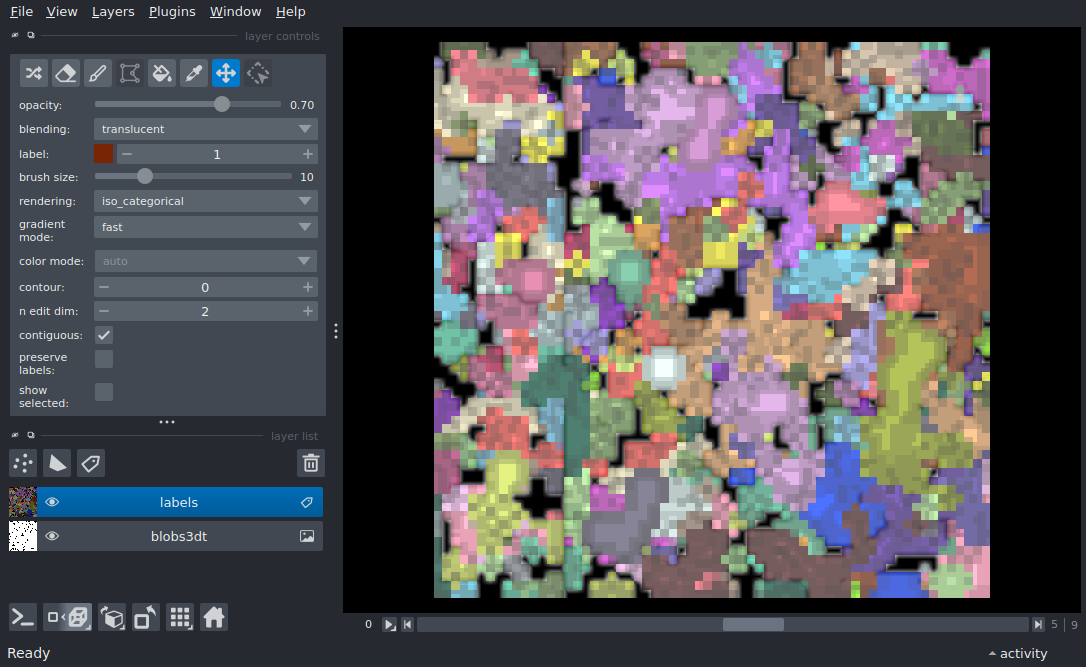 File View Layers Plugins Window Help
layer controls
opacity: 0.70
blending: translucent
label: 1
brush size: 10
rendering: iso_categorical
gradient
mode: fast
color mode: auto
contour: 0
n edit dim: 2
contiguous:
preserve
labels:
show
selected:
layer list
labels
blobs3dt
0 5 | 9
Ready activity